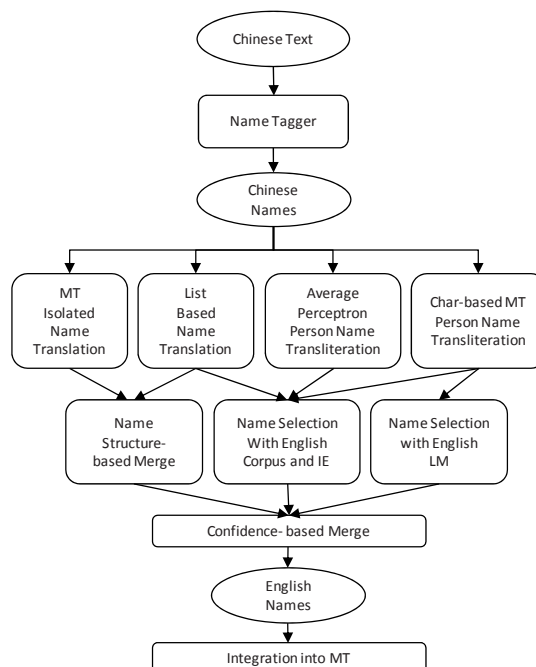 Chinese Text
Name Tagger
Chinese
Names
MT
Isolated
Name
Translation
List
Based
Name
Translation
Average
Perceptron
Person Name
Transliteration
Char-based MT
Person Name
Transliteration
Name
Structure-
based Merge
Name Selection
With English
Corpus and IE
Name Selection
with English
LM
Confidence- based Merge
English
Names
Integration into MT